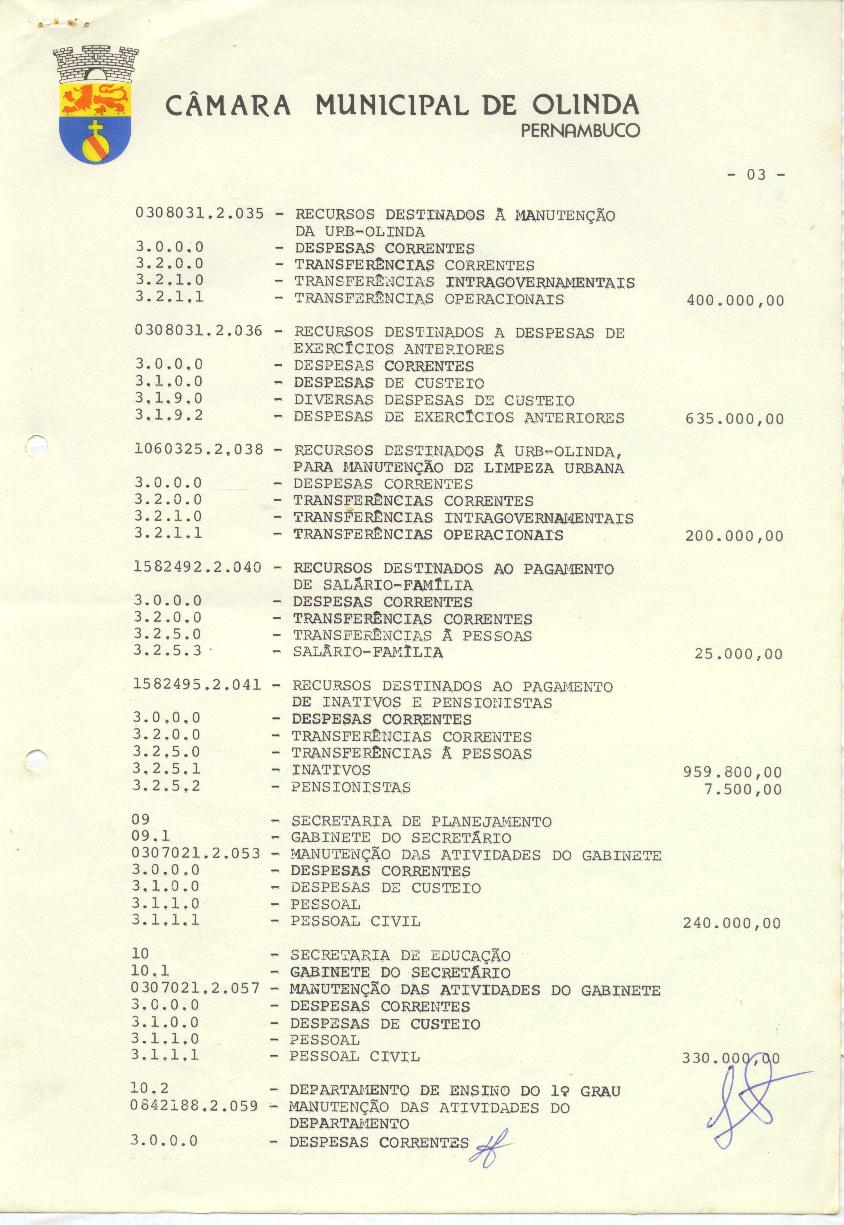 CÂMARA MUNICIPAL DE OLINDA
PERNAMBUCO
- 03 -
0308031.2.035 - RECURSOS DESTINADOS À MANUTENÇÃO
DA URB-OLINDA
3.0.0.0 - DESPESAS CORRENTES
3.2.0.0 - TRANSFERÊNCIAS CORRENTES
3.2.1.0 - TRANSFERÊNCIAS INTRAGOVERNAMENTAIS
3.2.1.1 - TRANSFERÊNCIAS OPERACIONAIS 400.000,00
0308031.2.036 - RECURSOS DESTINADOS A DESPESAS DE
EXERCÍCIOS ANTERIORES
3.0.0.0 - DESPESAS CORRENTES
3.1.0.0 - DESPESAS DE CUSTEIO
3.1.9.0 - DIVERSAS DESPESAS DE CUSTEIO
3.1.9.2 - DESPESAS DE EXERCÍCIOS ANTERIORES 635.000,00
1060325.2.038 - RECURSOS DESTINADOS À URB-OLINDA,
PARA MANUTENÇÃO DE LIMPEZA URBANA
3.0.0.0 - DESPESAS CORRENTES
3.2.0.0 - TRANSFERÊNCIAS CORRENTES
3.2.1.0 - TRANSFERÊNCIAS INTRAGOVERNAMENTAIS
3.2.1.1 - TRANSFERÊNCIAS OPERACIONAIS 200.000,00
1582492.2.040 - RECURSOS DESTINADOS AO PAGAMENTO
DE SALÁRIO-FAMÍLIA
3.0.0.0 - DESPESAS CORRENTES
3.2.0.0 - TRANSFERÊNCIAS CORRENTES
3.2.5.0 - TRANSFERÊNCIAS À PESSOAS
3.2.5.3 - SALÁRIO-FAMÍLIA 25.000,00
1582495.2.041 - RECURSOS DESTINADOS AO PAGAMENTO
DE INATIVOS E PENSIONISTAS
3.0.0.0 - DESPESAS CORRENTES
3.2.0.0 - TRANSFERÊNCIAS CORRENTES
3.2.5.0 - TRANSFERÊNCIAS À PESSOAS
3.2.5.1 - INATIVOS 959.800,00
3.2.5.2 - PENSIONISTAS 7.500,00
09 - SECRETARIA DE PLANEJAMENTO
09.1 - GABINETE DO SECRETÁRIO
0307021.2.053 - MANUTENÇÃO DAS ATIVIDADES DO GABINETE
3.0.0.0 - DESPESAS CORRENTES
3.1.0.0 - DESPESAS DE CUSTEIO
3.1.1.0 - PESSOAL
3.1.1.1 - PESSOAL CIVIL 240.000,00
10 - SECRETARIA DE EDUCAÇÃO
10.1 - GABINETE DO SECRETÁRIO
0307021.2.057 - MANUTENÇÃO DAS ATIVIDADES DO GABINETE
3.0.0.0 - DESPESAS CORRENTES
3.1.0.0 - DESPESAS DE CUSTEIO
3.1.1.0 - PESSOAL
3.1.1.1 - PESSOAL CIVIL 330.000,00
10.2 - DEPARTAMENTO DE ENSINO DO 1º GRAU
0842188.2.059 - MANUTENÇÃO DAS ATIVIDADES DO
DEPARTAMENTO
3.0.0.0 - DESPESAS CORRENTES